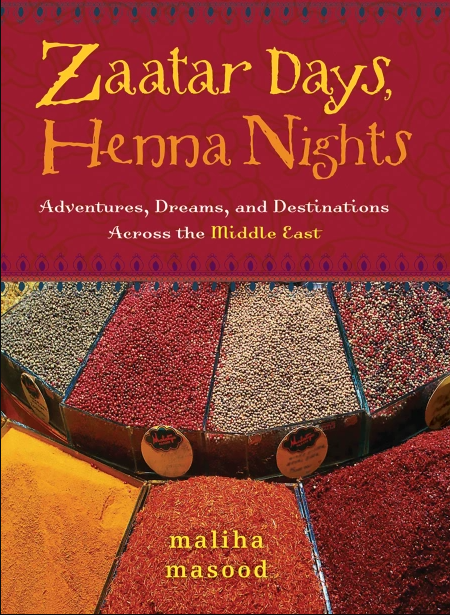 Zaatar Days,
Henna Nights
Adventures, Dreams, and Destinations
Across the Middle East
maliha
masood